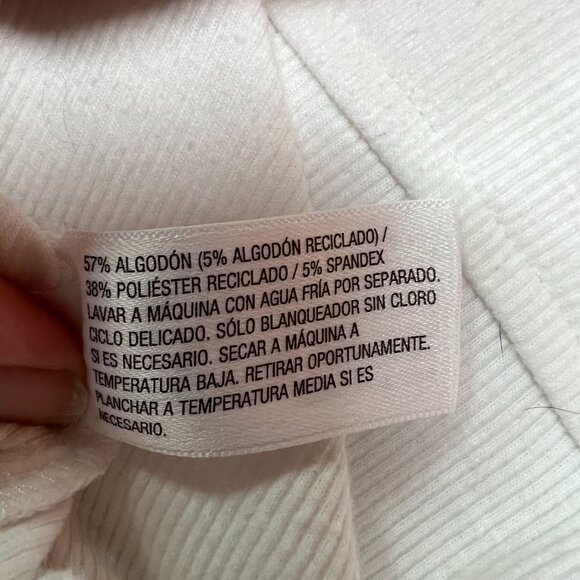 57% ALGODÓN (5% ALGODÓN RECICLADO) /
38% POLIÉSTER RECICLADO / 5% SPANDEX
LAVAR A MÁQUINA CON AGUA FRÍA POR SEPARADO.
CICLO DELICADO. SÓLO BLANQUEADOR SIN CLORO
SI ES NECESARIO. SECAR A MÁQUINA A
TEMPERATURA BAJA. RETIRAR OPORTUNAMENTE.
PLANCHAR A TEMPERATURA MEDIA SI ES
NECESARIO.